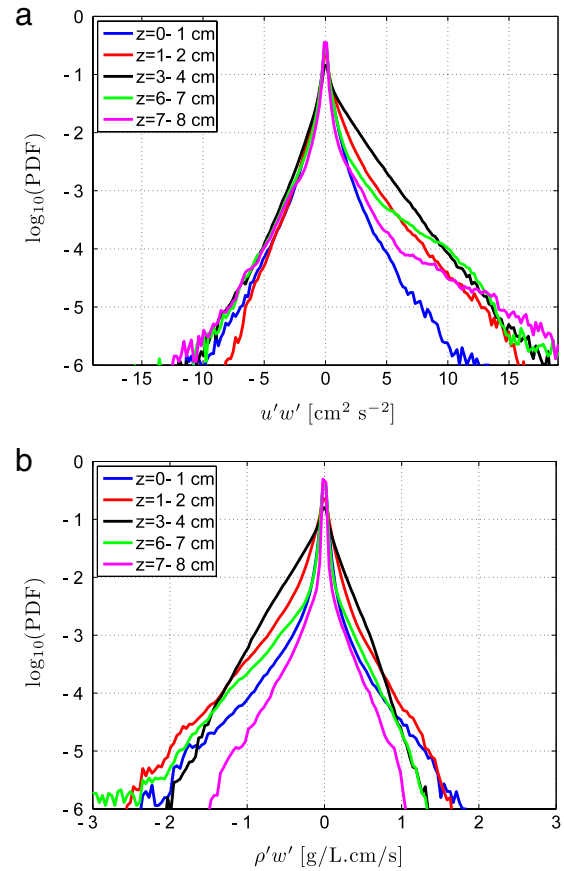 a
0
z=0- 1 cm
z=1- 2 cm
z=3- 4 cm
z=6- 7 cm
z=7- 8 cm
- 1
- 2
- 3
- 4
- 5
- 6
log₁₀(PDF)
- 15 - 10 - 5 0 5 10 15
u′w′ [cm² s⁻²]
b
0
z=0- 1 cm
z=1- 2 cm
z=3- 4 cm
z=6- 7 cm
z=7- 8 cm
- 1
- 2
- 3
- 4
- 5
- 6
log₁₀(PDF)
- 3 - 2 - 1 0 1 2 3
ρ′w′ [g/L.cm/s]